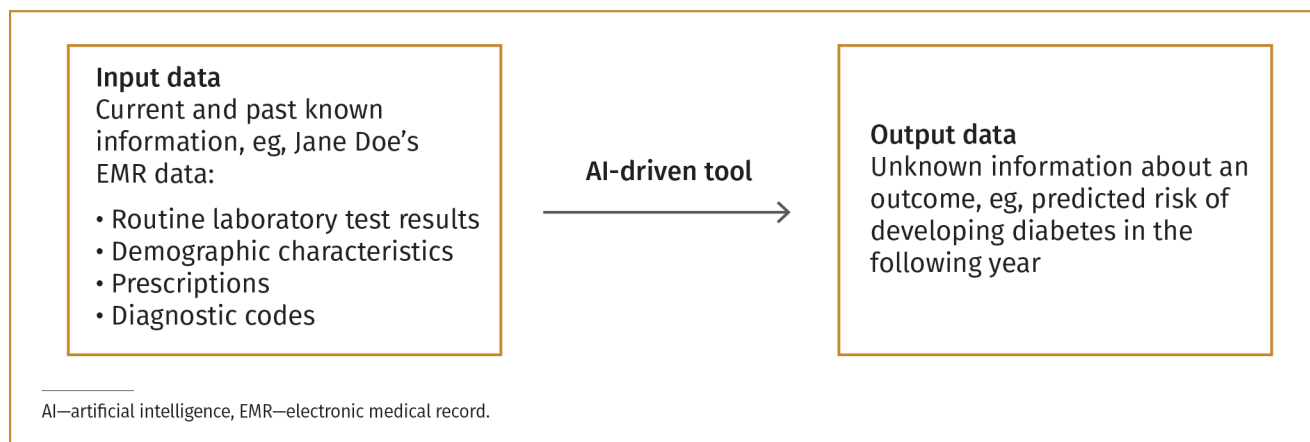 Input data
Current and past known
information, eg, Jane Doe’s
EMR data:
• Routine laboratory test results
• Demographic characteristics
• Prescriptions
• Diagnostic codes
AI-driven tool
Output data
Unknown information about an
outcome, eg, predicted risk of
developing diabetes in the
following year
AI—artificial intelligence, EMR—electronic medical record.